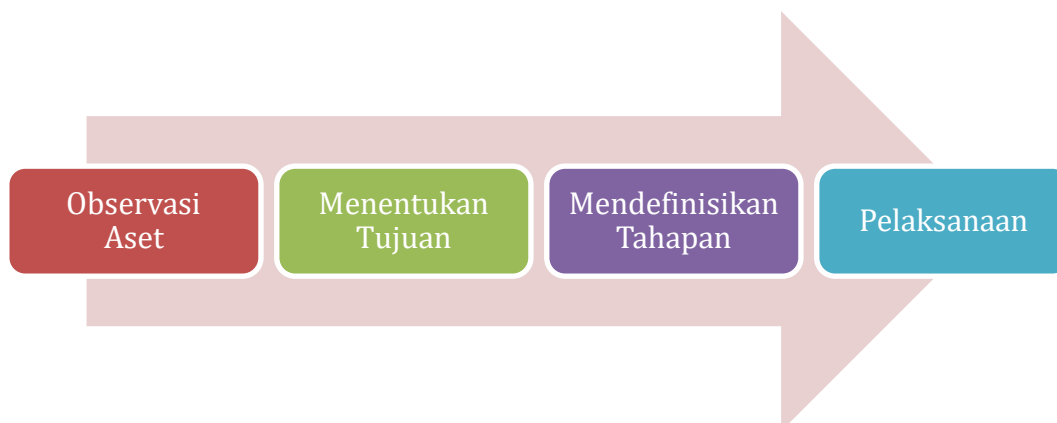 Observasi
Aset
Menentukan
Tujuan
Mendefinisikan
Tahapan
Pelaksanaan